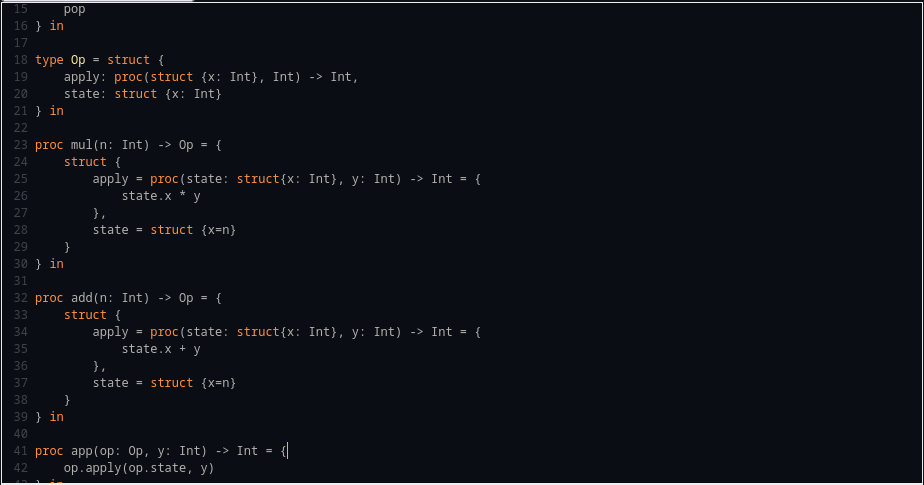 15     pop
16 } in
17
18 type Op = struct {
19     apply: proc(struct {x: Int}, Int) -> Int,
20     state: struct {x: Int}
21 } in
22
23 proc mul(n: Int) -> Op = {
24     struct {
25         apply = proc(state: struct{x: Int}, y: Int) -> Int = {
26             state.x * y
27         },
28         state = struct {x=n}
29     }
30 } in
31
32 proc add(n: Int) -> Op = {
33     struct {
34         apply = proc(state: struct{x: Int}, y: Int) -> Int = {
35             state.x + y
36         },
37         state = struct {x=n}
38     }
39 } in
40
41 proc app(op: Op, y: Int) -> Int = {
42     op.apply(op.state, y)
43 } in